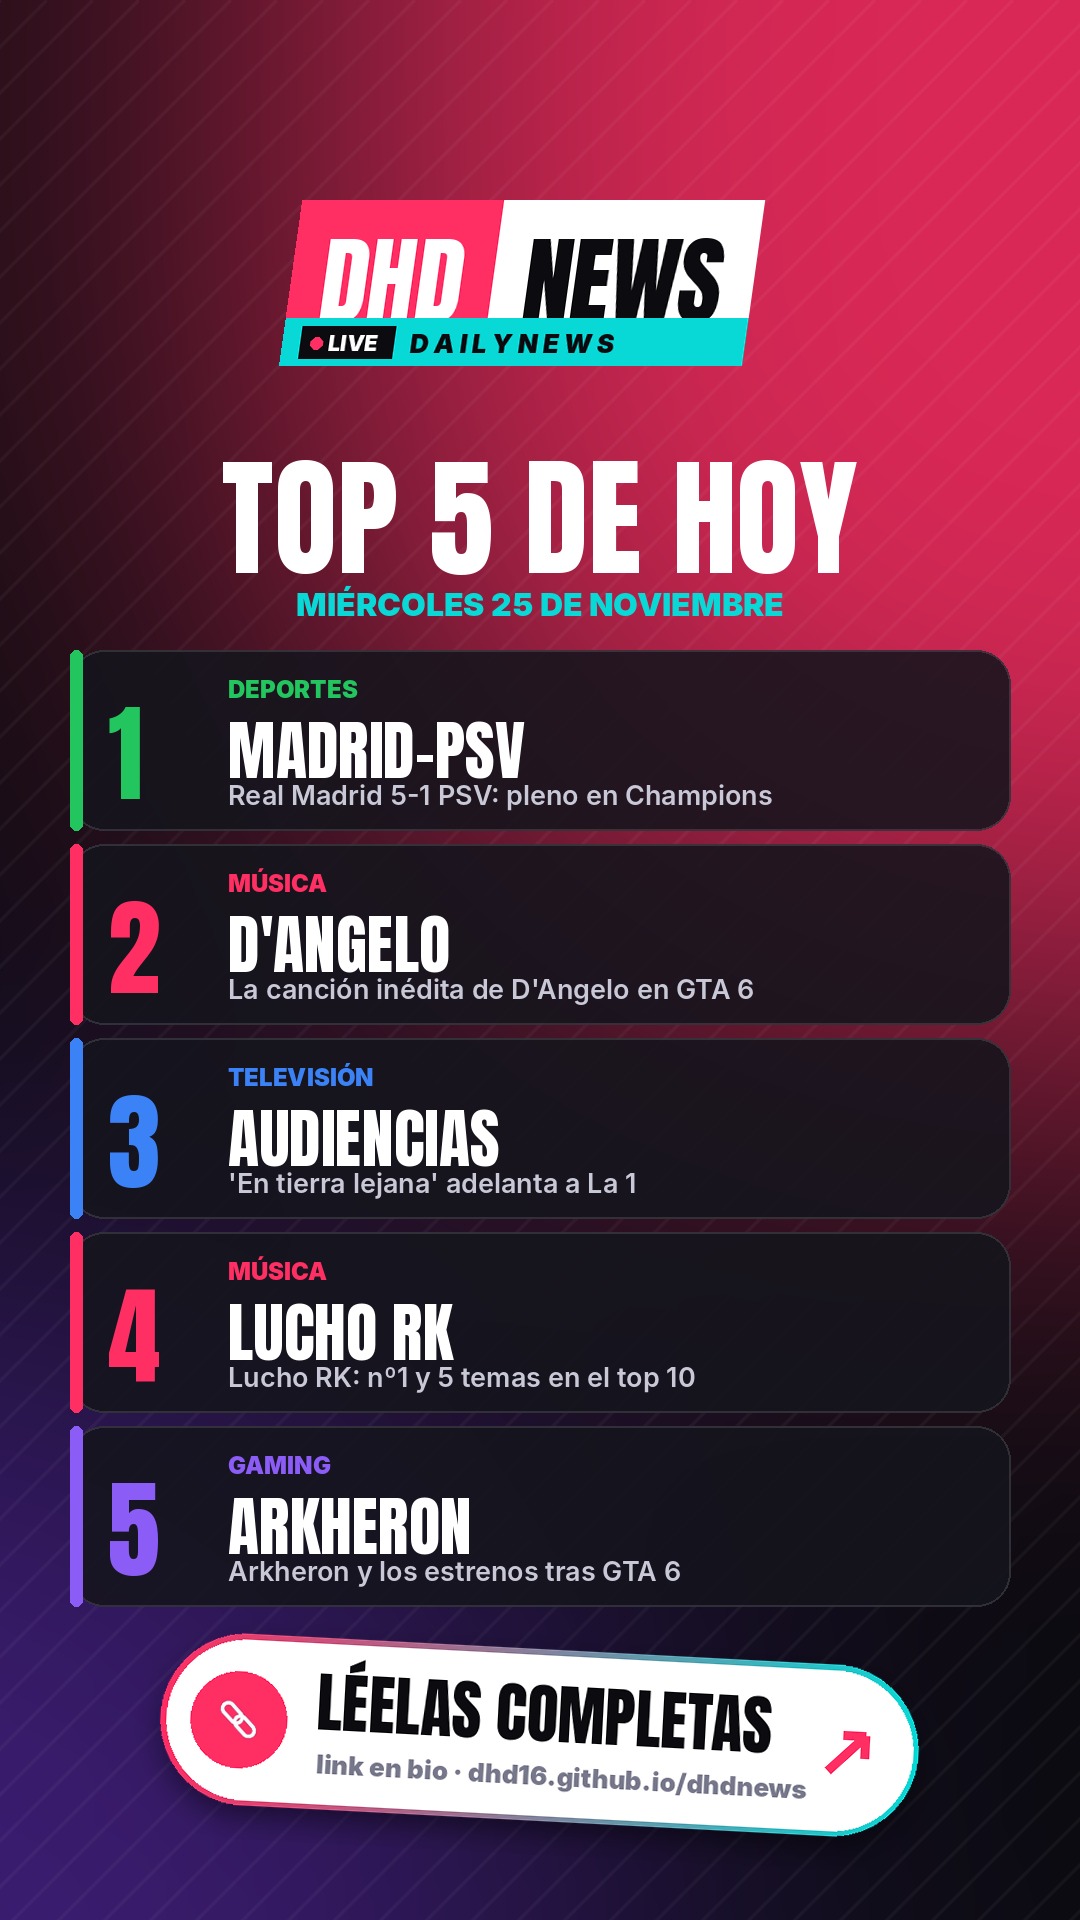 DHD NEWS
LIVE DAILYNEWS
TOP 5 DE HOY
MIÉRCOLES 25 DE NOVIEMBRE
1
DEPORTES
MADRID-PSV
Real Madrid 5-1 PSV: pleno en Champions
2
MÚSICA
D'ANGELO
La canción inédita de D'Angelo en GTA 6
3
TELEVISIÓN
AUDIENCIAS
'En tierra lejana' adelanta a La 1
4
MÚSICA
LUCHO RK
Lucho RK: nº1 y 5 temas en el top 10
5
GAMING
ARKHERON
Arkheron y los estrenos tras GTA 6
LÉELAS COMPLETAS
link en bio · dhd16.github.io/dhdnews